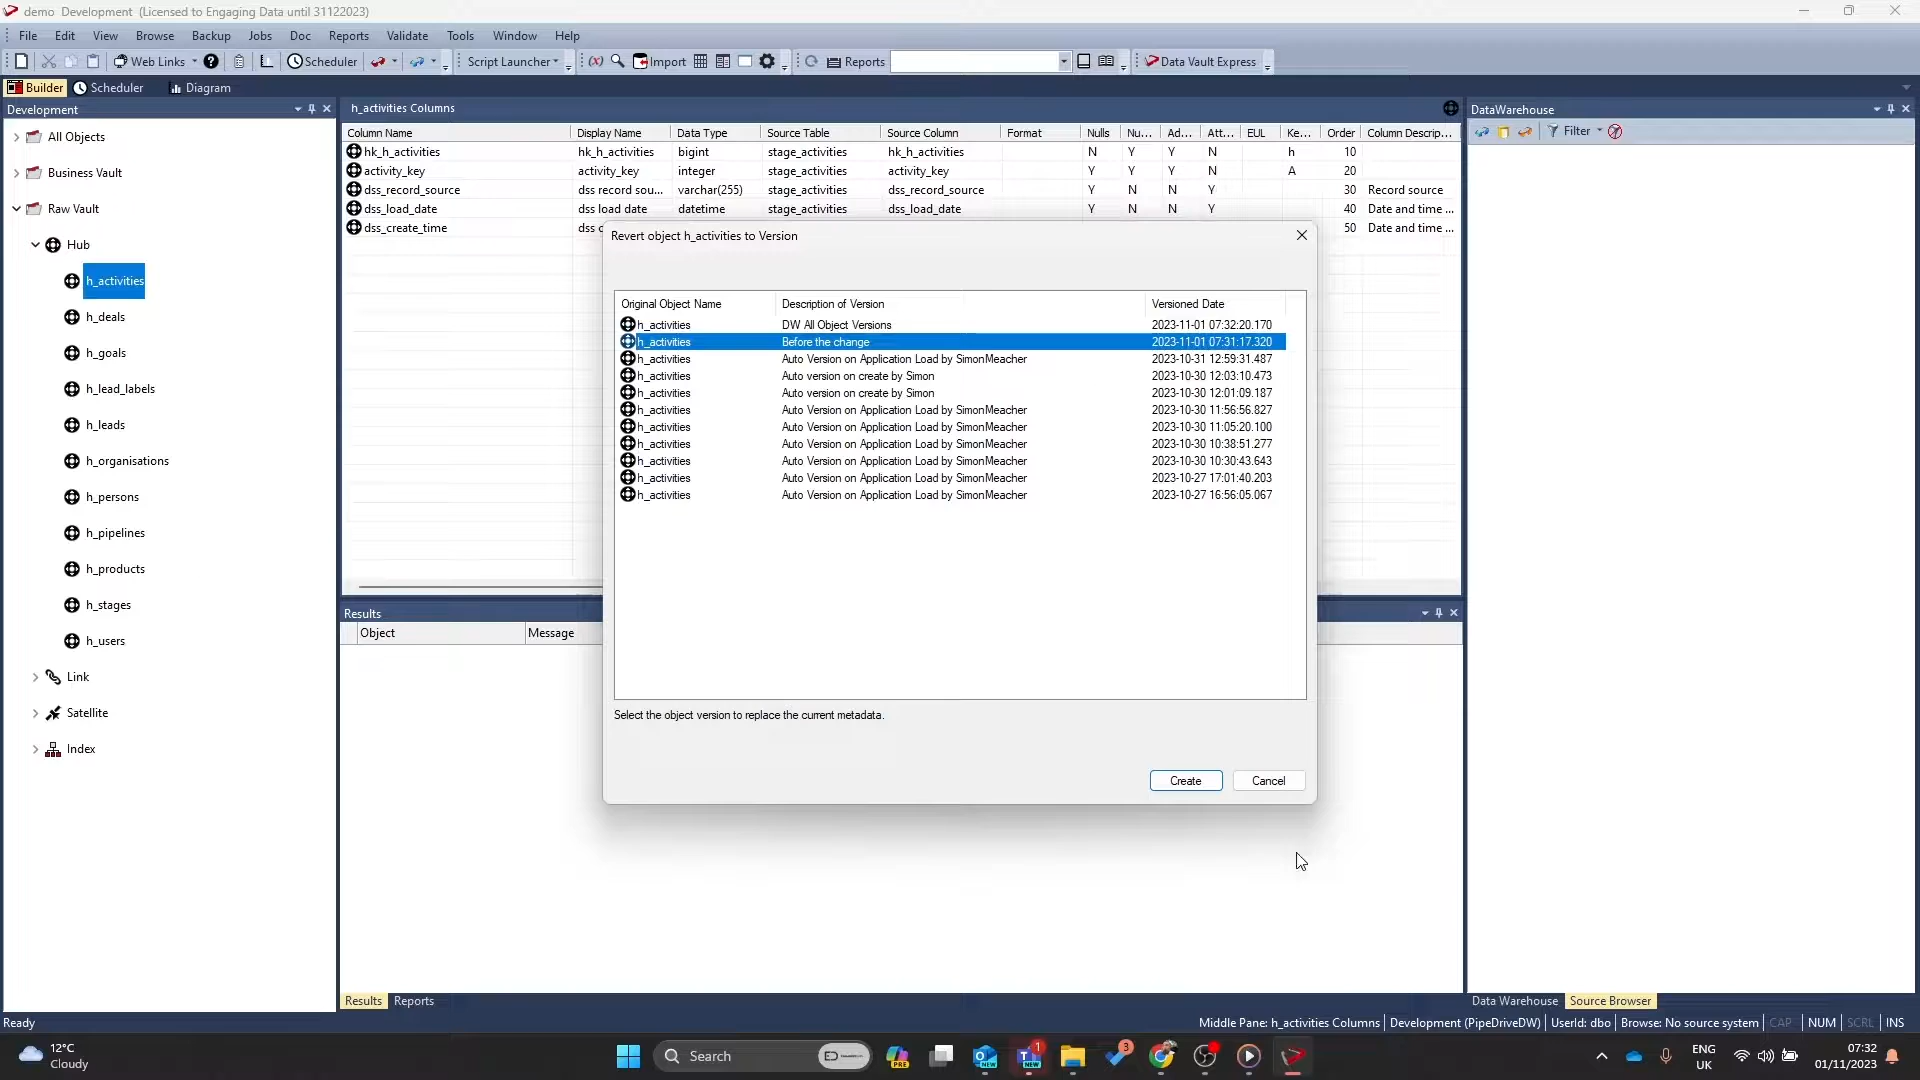 demo Development (Licensed to Engaging Data until 31122023)
File Edit View Browse Backup Jobs Doc Reports Validate Tools Window Help
Web Links Scheduler Script Launcher Import Reports Data Vault Express
Builder Scheduler Diagram
Development
All Objects
Business Vault
Raw Vault
Hub
h_activities
h_deals
h_goals
h_lead_labels
h_leads
h_organisations
h_persons
h_pipelines
h_products
h_stages
h_users
Link
Satellite
Index
h_activities Columns
Column Name Display Name Data Type Source Table Source Column Format Nulls Nu... Ad... Att... EUL Ke... Order Column Descrip...
hk_h_activities hk_h_activities bigint stage_activities hk_h_activities N Y Y N h 10
activity_key activity_key integer stage_activities activity_key Y Y Y N A 20
dss_record_source dss record sou... varchar(255) stage_activities dss_record_source Y N N Y 30 Record source
dss_load_date dss load date datetime stage_activities dss_load_date Y N N Y 40 Date and time ...
dss_create_time dss c 50 Date and time ...
Revert object h_activities to Version
Original Object Name Description of Version Versioned Date
h_activities DW All Object Versions 2023-11-01 07:32:20.170
h_activities Before the change 2023-11-01 07:31:17.320
h_activities Auto Version on Application Load by SimonMeacher 2023-10-31 12:59:31.487
h_activities Auto version on create by Simon 2023-10-30 12:03:10.473
h_activities Auto version on create by Simon 2023-10-30 12:01:09.187
h_activities Auto Version on Application Load by SimonMeacher 2023-10-30 11:56:56.827
h_activities Auto Version on Application Load by SimonMeacher 2023-10-30 11:05:20.100
h_activities Auto Version on Application Load by SimonMeacher 2023-10-30 10:38:51.277
h_activities Auto Version on Application Load by SimonMeacher 2023-10-30 10:30:43.643
h_activities Auto Version on Application Load by SimonMeacher 2023-10-27 17:01:40.203
h_activities Auto Version on Application Load by SimonMeacher 2023-10-27 16:56:05.067
Select the object version to replace the current metadata.
Create Cancel
Results
Object Message
Results Reports
DataWarehouse
Filter
Data Warehouse Source Browser
Ready
Middle Pane: h_activities Columns Development (PipeDriveDW) UserId: dbo Browse: No source system CAP NUM SCRL INS
12°C
Cloudy
Search
PRE
NEW
1
NEW
3
ENG
UK
07:32
01/11/2023